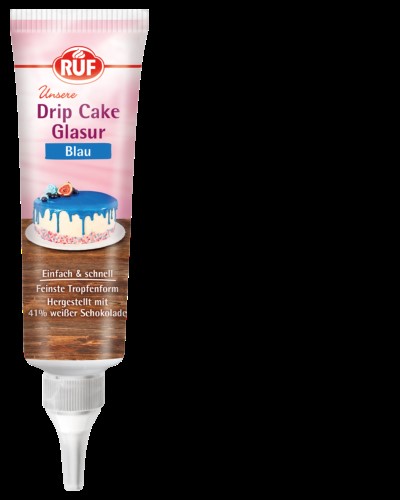 RUF
Unsere
Drip Cake
Glasur
Blau
Einfach & schnell
Feinste Tropfenform
Hergestellt mit
41% weißer Schokolade